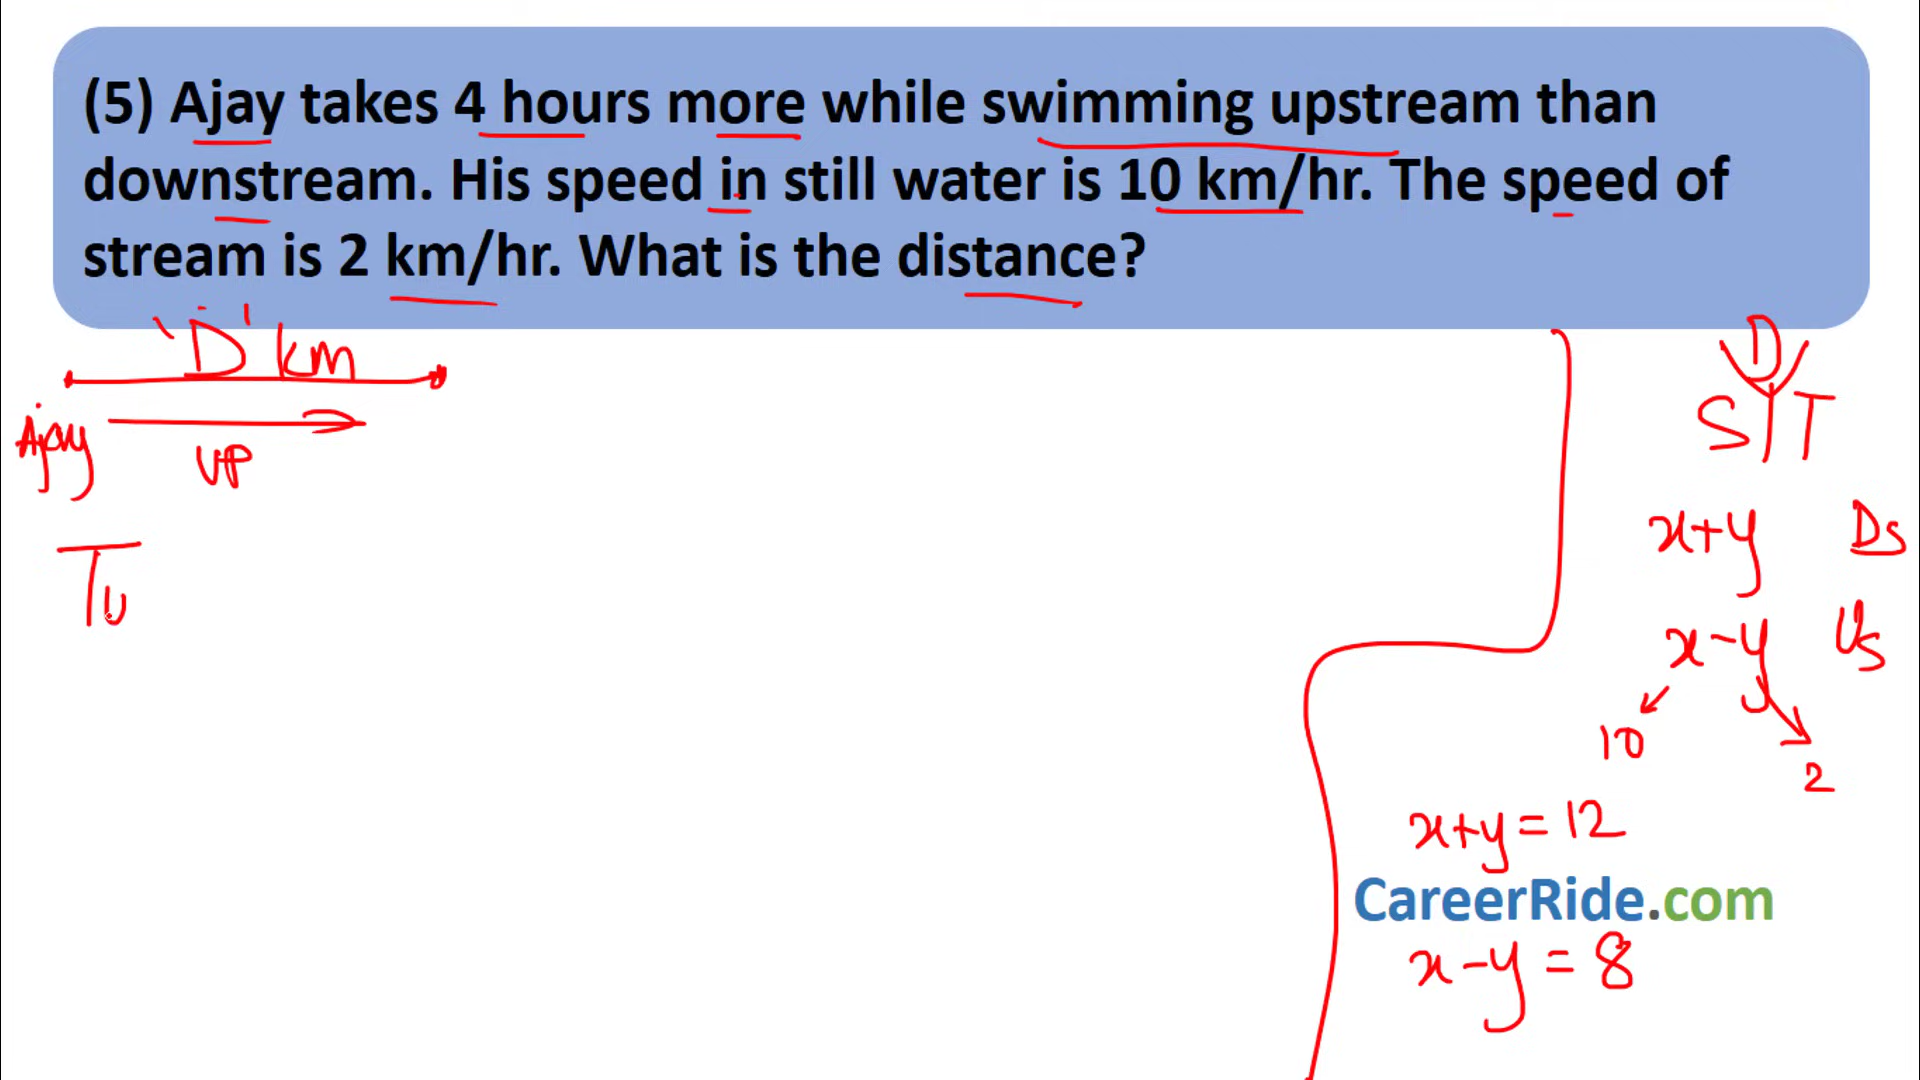 (5) Ajay takes 4 hours more while swimming upstream than
downstream. His speed in still water is 10 km/hr. The speed of
stream is 2 km/hr. What is the distance?
'D' km
Ajay
UP
Tu
D
S T
x+y Ds
x-y Us
10
2
x+y=12
CareerRide.com
x-y=8